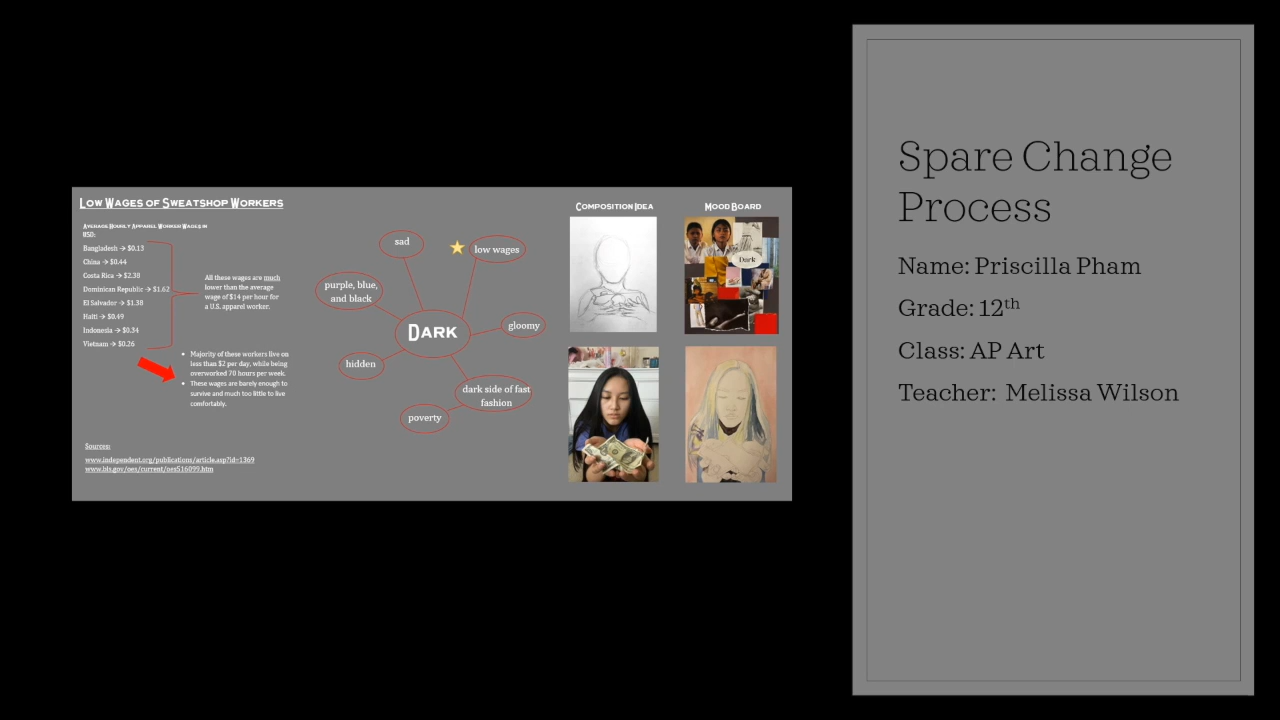 Low Wages of Sweatshop Workers
Average Hourly Apparel Worker Wages in
USD:
Bangladesh → $0.13
China → $0.44
Costa Rica → $2.38
Dominican Republic → $1.62
El Salvador → $1.38
Haiti → $0.49
Indonesia → $0.34
Vietnam → $0.26
All these wages are much
lower than the average
wage of $14 per hour for
a U.S. apparel worker.
• Majority of these workers live on
less than $2 per day, while being
overworked 70 hours per week.
• These wages are barely enough to
survive and much too little to live
comfortably.
Sources:
www.independent.org/publications/article.asp?id=1369
www.bls.gov/oes/current/oes516099.htm
sad
low wages
purple, blue,
and black
Dark
gloomy
hidden
dark side of fast
fashion
poverty
Composition Idea
Mood Board
Dark
Spare Change
Process
Name: Priscilla Pham
Grade: 12th
Class: AP Art
Teacher: Melissa Wilson